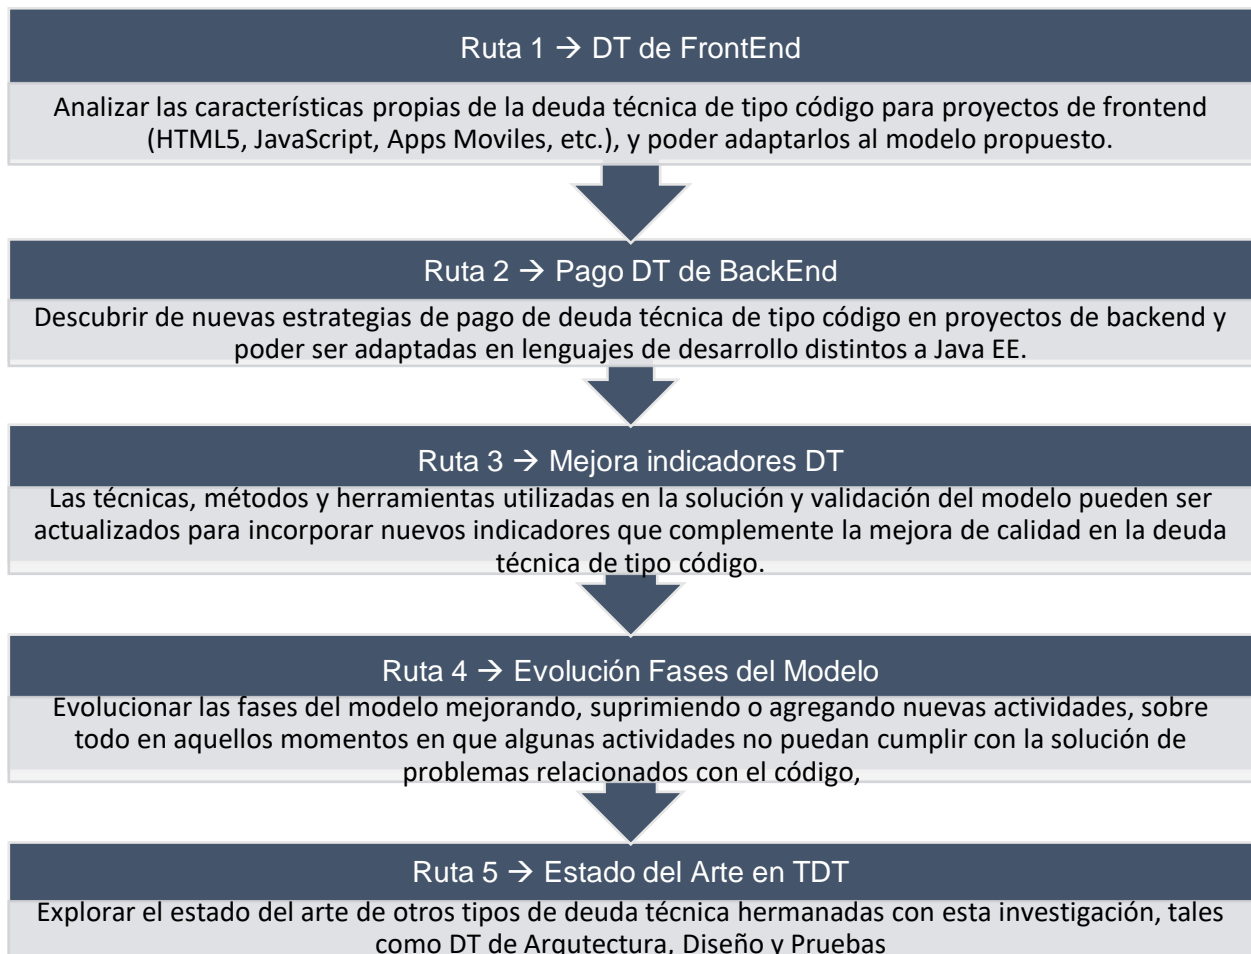 Ruta 1 → DT de FrontEnd
Analizar las características propias de la deuda técnica de tipo código para proyectos de frontend
(HTML5, JavaScript, Apps Moviles, etc.), y poder adaptarlos al modelo propuesto.
Ruta 2 → Pago DT de BackEnd
Descubrir de nuevas estrategias de pago de deuda técnica de tipo código en proyectos de backend y
poder ser adaptadas en lenguajes de desarrollo distintos a Java EE.
Ruta 3 → Mejora indicadores DT
Las técnicas, métodos y herramientas utilizadas en la solución y validación del modelo pueden ser
actualizados para incorporar nuevos indicadores que complemente la mejora de calidad en la deuda
técnica de tipo código.
Ruta 4 → Evolución Fases del Modelo
Evolucionar las fases del modelo mejorando, suprimiendo o agregando nuevas actividades, sobre
todo en aquellos momentos en que algunas actividades no puedan cumplir con la solución de
problemas relacionados con el código,
Ruta 5 → Estado del Arte en TDT
Explorar el estado del arte de otros tipos de deuda técnica hermanadas con esta investigación, tales
como DT de Arqutectura, Diseño y Pruebas